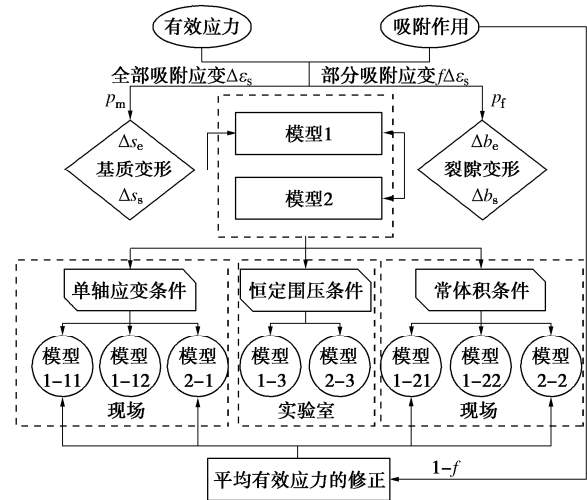 有效应力
吸附作用
全部吸附应变Δεs
部分吸附应变fΔεs
pm
pf
Δse
基质变形
Δss
模型1
模型2
Δbe
裂隙变形
Δbs
单轴应变条件
恒定围压条件
常体积条件
模型
1-11
模型
1-12
模型
2-1
模型
1-3
模型
2-3
模型
1-21
模型
1-22
模型
2-2
现场
实验室
现场
平均有效应力的修正
1-f